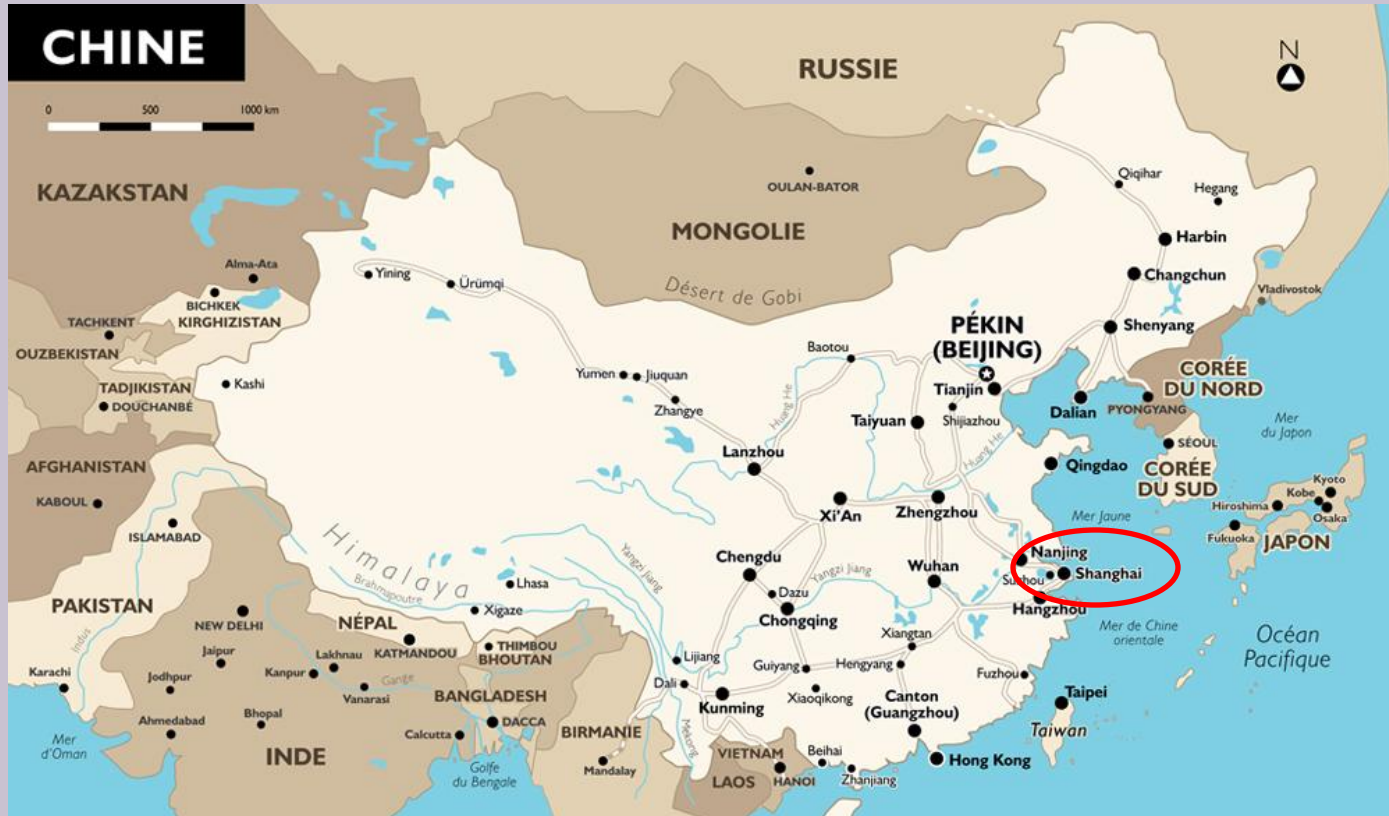 CHINE
N
0 500 1000 km
RUSSIE
KAZAKSTAN
OULAN-BATOR
MONGOLIE
Qiqihar
Hegang
Harbin
Changchun
Alma-Ata
Yining
Ürümqi
Désert de Gobi
Vladivostok
BICHKEK
KIRGHIZISTAN
TACHKENT
OUZBEKISTAN
Shenyang
PÉKIN
(BEIJING)
Baotou
TADJIKISTAN
DOUCHANBÉ
Kashi
Yumen
Jiuquan
Zhangye
Huang He
Tianjin
CORÉE
DU NORD
Dalian
PYONGYANG
Taiyuan
Shijiazhou
Mer
du Japon
Huang He
Lanzhou
SÉOUL
AFGHANISTAN
Qingdao
CORÉE
DU SUD
KABOUL
Kyoto
Kobe
Hiroshima
Osaka
Xi'An
Zhengzhou
Mer Jaune
Fukuoka
JAPON
ISLAMABAD
Himalaya
Yangzi Jiang
Chengdu
Nanjing
Wuhan
Yangzi Jiang
Shanghai
Suzhou
Brahmapoutre
Lhasa
Dazu
PAKISTAN
Xigaze
Hangzhou
Chongqing
NEW DELHI
NÉPAL
Mer de Chine
orientale
Océan
Pacifique
Indus
KATMANDOU
THIMBOU
BHOUTAN
Xiangtan
Jaipur
Lakhnau
Lijiang
Guiyang
Hengyang
Karachi
Jodhpur
Kanpur
Gange
Varanasi
Dali
Fuzhou
Xiaoqikong
BANGLADESH
Kunming
Canton
(Guangzhou)
Taipei
Ahmedabad
Bhopal
DACCA
Taiwan
BIRMANIE
Calcutta
Mekong
Mer
d'Oman
INDE
VIETNAM
Beihai
Hong Kong
Golfe
du Bengale
Mandalay
LAOS
HANOI
Zhanjiang